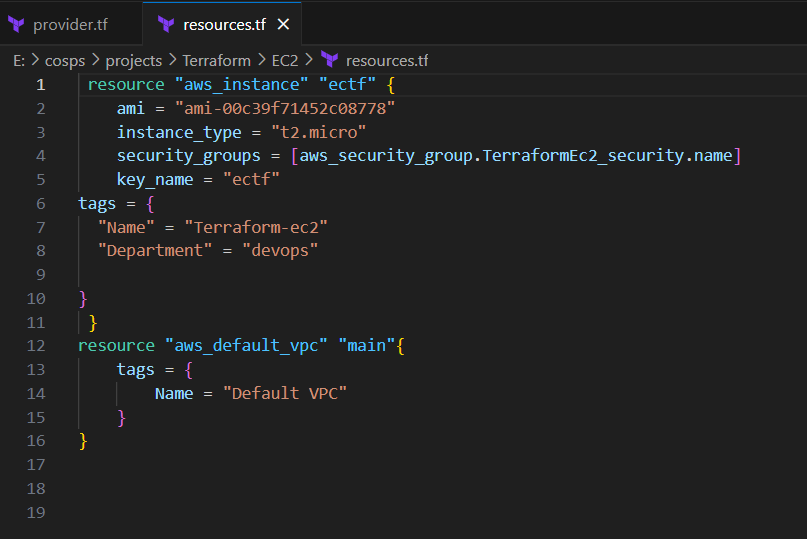 provider.tf
resources.tf ×
E: > cosps > projects > Terraform > EC2 > resources.tf
1 resource "aws_instance" "ectf" {
2 ami = "ami-00c39f71452c08778"
3 instance_type = "t2.micro"
4 security_groups = [aws_security_group.TerraformEc2_security.name]
5 key_name = "ectf"
6 tags = {
7 "Name" = "Terraform-ec2"
8 "Department" = "devops"
9
10 }
11 }
12 resource "aws_default_vpc" "main"{
13 tags = {
14 Name = "Default VPC"
15 }
16 }
17
18
19